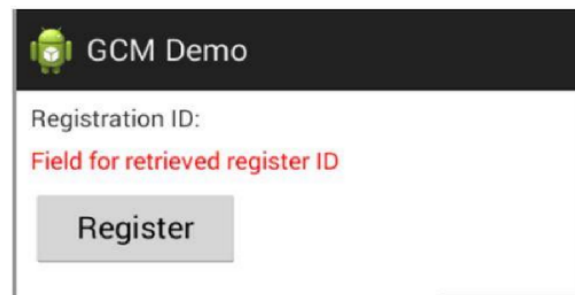 GCM Demo
Registration ID:
Field for retrieved register ID
Register